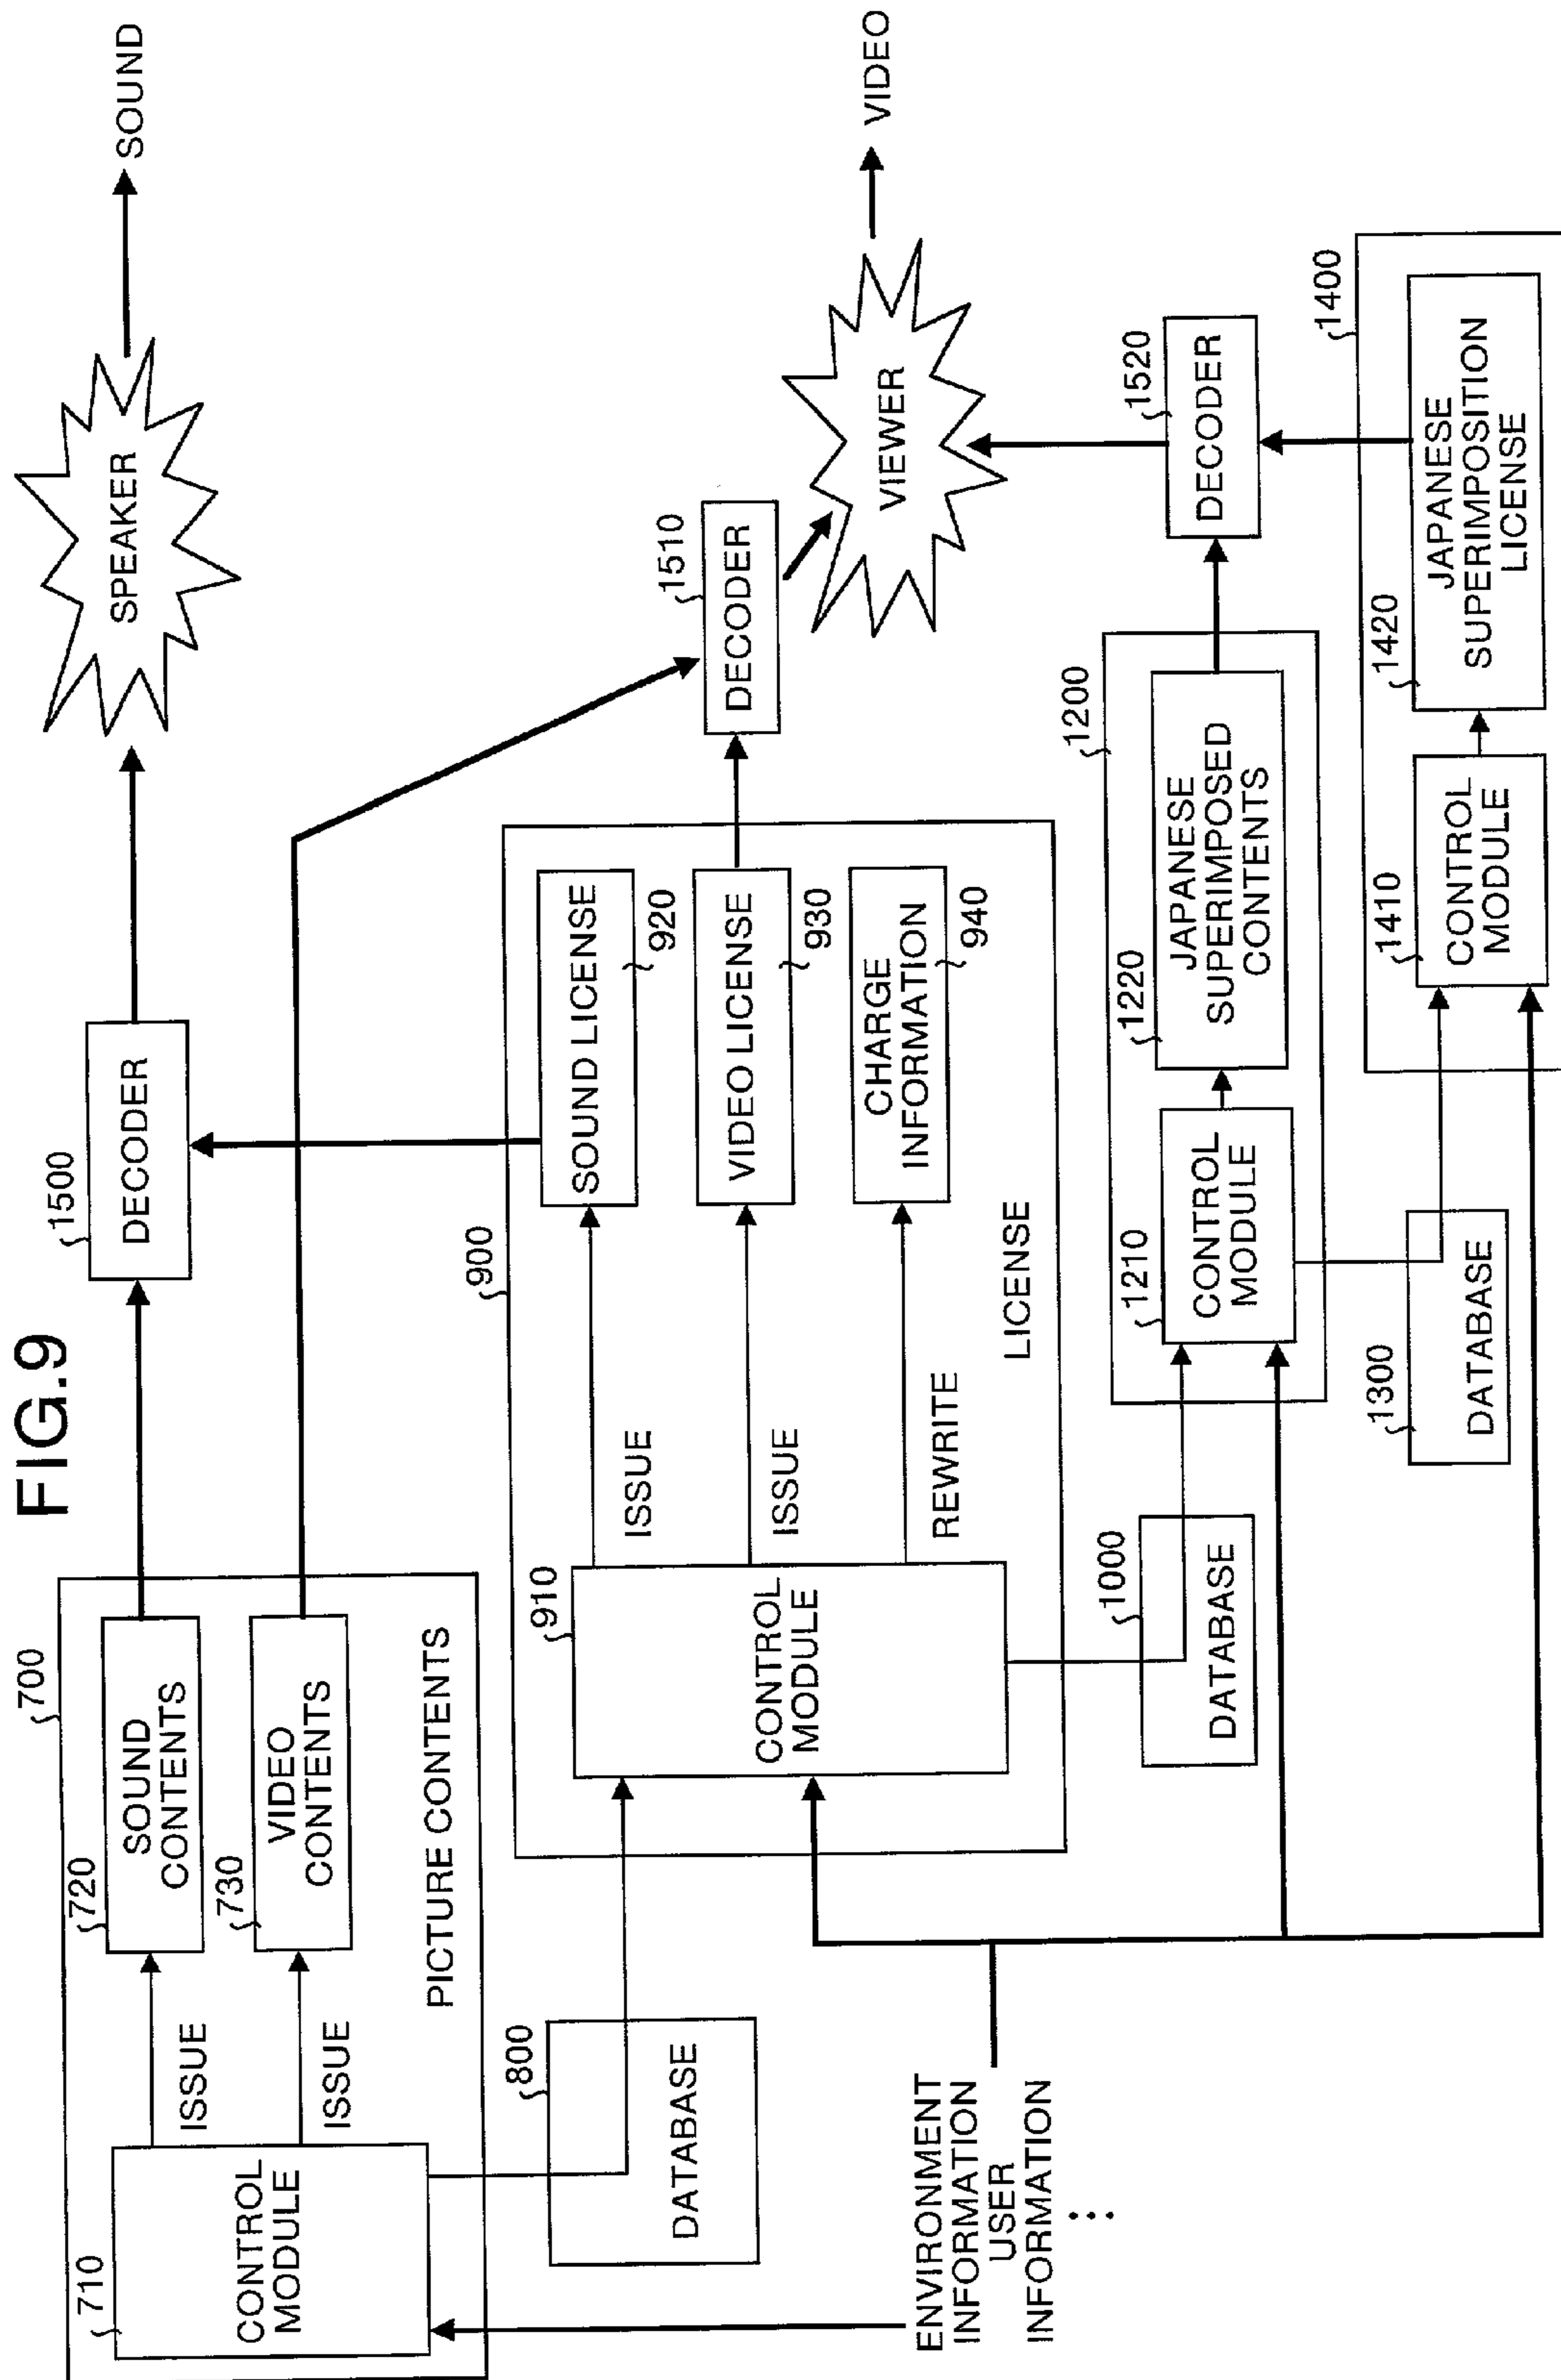 FIG.9
700
710
CONTROL
MODULE
ISSUE
ISSUE
720
SOUND
CONTENTS
730
VIDEO
CONTENTS
PICTURE CONTENTS
1500
DECODER
SPEAKER
SOUND
800
DATABASE
900
910
CONTROL
MODULE
ISSUE
ISSUE
REWRITE
SOUND LICENSE
920
VIDEO LICENSE
930
CHARGE
INFORMATION
940
LICENSE
1510
DECODER
VIEWER
VIDEO
ENVIRONMENT
INFORMATION
USER
INFORMATION
⋮
1000
DATABASE
1200
1210
CONTROL
MODULE
1220
JAPANESE
SUPERIMPOSED
CONTENTS
1520
DECODER
1300
DATABASE
1400
1410
CONTROL
MODULE
1420
JAPANESE
SUPERIMPOSITION
LICENSE